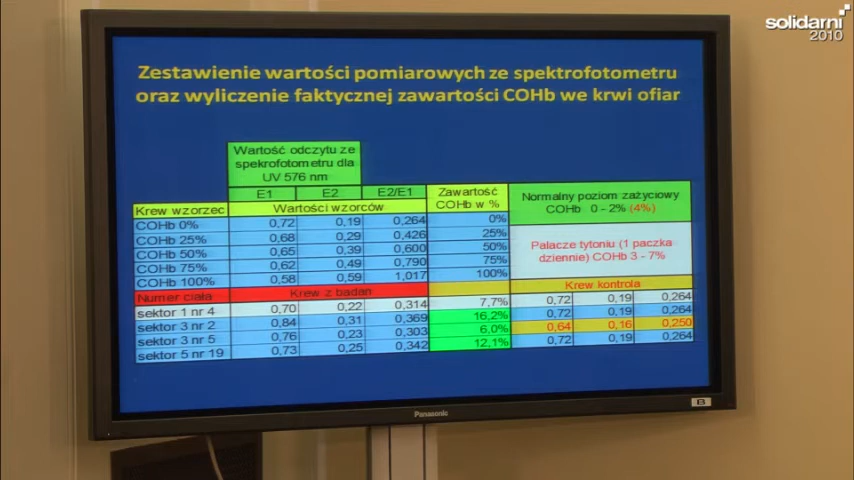 solidarni
2010
Zestawienie wartości pomiarowych ze spektrofotometru
oraz wyliczenie faktycznej zawartości COHb we krwi ofiar
Wartość odczytu ze
spekrofotometru dla
UV 576 nm
E1 E2 E2/E1 Zawartość COHb w %
Krew wzorzec Wartości wzorców
COHb 0% 0,72 0,19 0,264 0%
COHb 25% 0,68 0,29 0,426 25%
COHb 50% 0,65 0,39 0,600 50%
COHb 75% 0,62 0,49 0,790 75%
COHb 100% 0,58 0,59 1,017 100%
Normalny poziom zażyciowy
COHb 0 - 2% (4%)
Palacze tytoniu (1 paczka
dziennie) COHb 3 - 7%
Numer ciała Krew z badań Krew kontrola
sektor 1 nr 4 0,70 0,22 0,314 7,7% 0,72 0,19 0,264
sektor 3 nr 2 0,84 0,31 0,369 16,2% 0,72 0,19 0,264
sektor 3 nr 5 0,76 0,23 0,303 6,0% 0,64 0,16 0,250
sektor 5 nr 19 0,73 0,25 0,342 12,1% 0,72 0,19 0,264
Panasonic
B